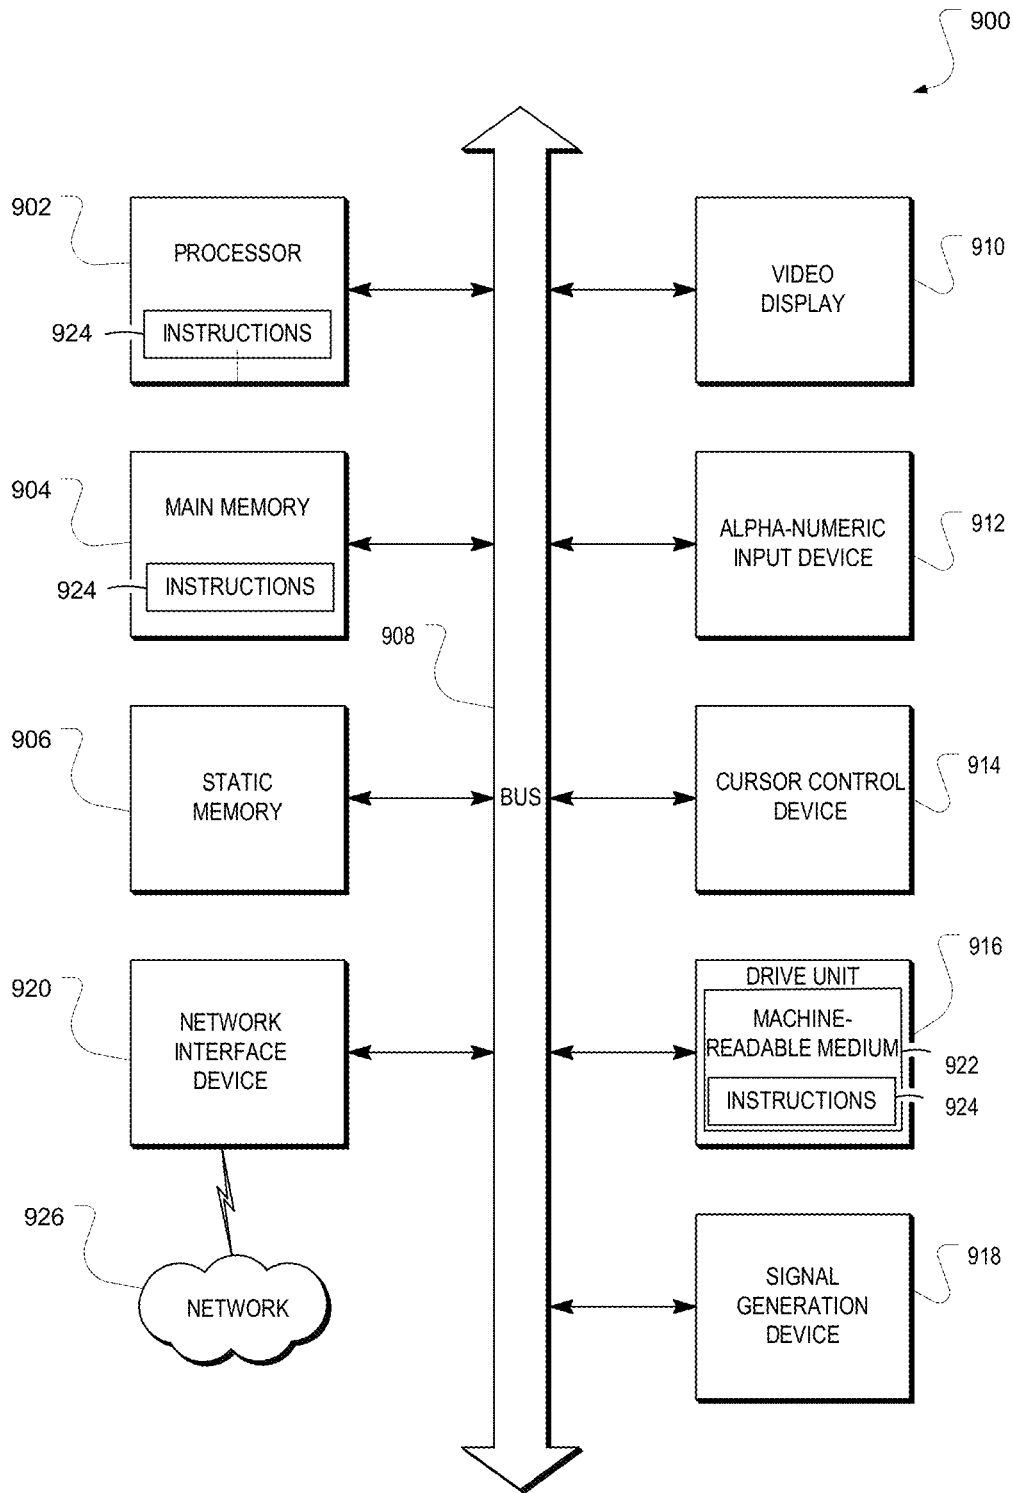 900
902
PROCESSOR
924
INSTRUCTIONS
910
VIDEO
DISPLAY
904
MAIN MEMORY
924
INSTRUCTIONS
912
ALPHA-NUMERIC
INPUT DEVICE
908
906
STATIC
MEMORY
BUS
914
CURSOR CONTROL
DEVICE
920
NETWORK
INTERFACE
DEVICE
916
DRIVE UNIT
MACHINE-
READABLE MEDIUM
922
INSTRUCTIONS
924
926
NETWORK
918
SIGNAL
GENERATION
DEVICE